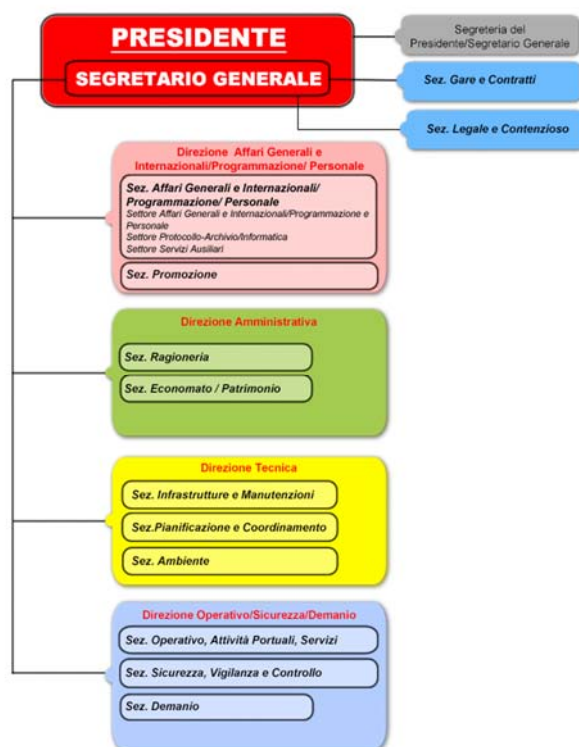 PRESIDENTE
SEGRETARIO GENERALE
Segreteria del
Presidente/Segretario Generale
Sez. Gare e Contratti
Sez. Legale e Contenzioso
Direzione Affari Generali e
Internazionali/Programmazione/ Personale
Sez. Affari Generali e Internazionali/
Programmazione/ Personale
Settore Affari Generali e Internazionali/Programmazione e
Personale
Settore Protocollo-Archivio/Informatica
Settore Servizi Ausiliari
Sez. Promozione
Direzione Amministrativa
Sez. Ragioneria
Sez. Economato / Patrimonio
Direzione Tecnica
Sez. Infrastrutture e Manutenzioni
Sez.Pianificazione e Coordinamento
Sez. Ambiente
Direzione Operativo/Sicurezza/Demanio
Sez. Operativo, Attività Portuali, Servizi
Sez. Sicurezza, Vigilanza e Controllo
Sez. Demanio